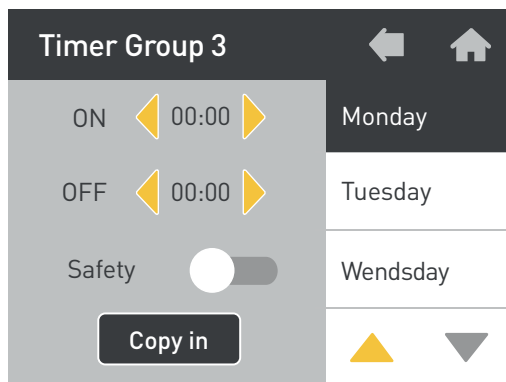 Timer Group 3
ON 00:00
OFF 00:00
Safety
Copy in
Monday
Tuesday
Wendsday